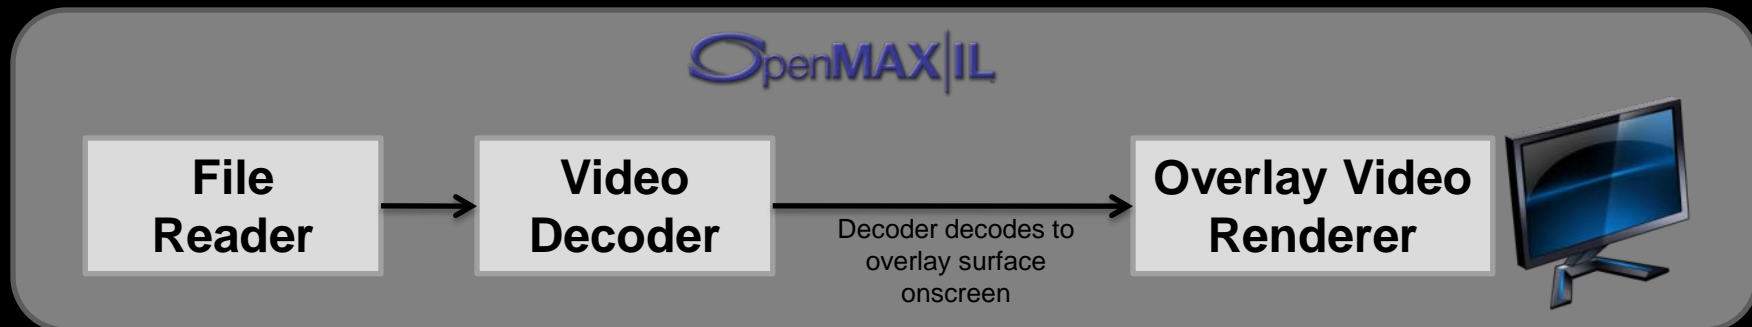 OpenMAX|IL
File
Reader
Video
Decoder
Decoder decodes to
overlay surface
onscreen
Overlay Video
Renderer